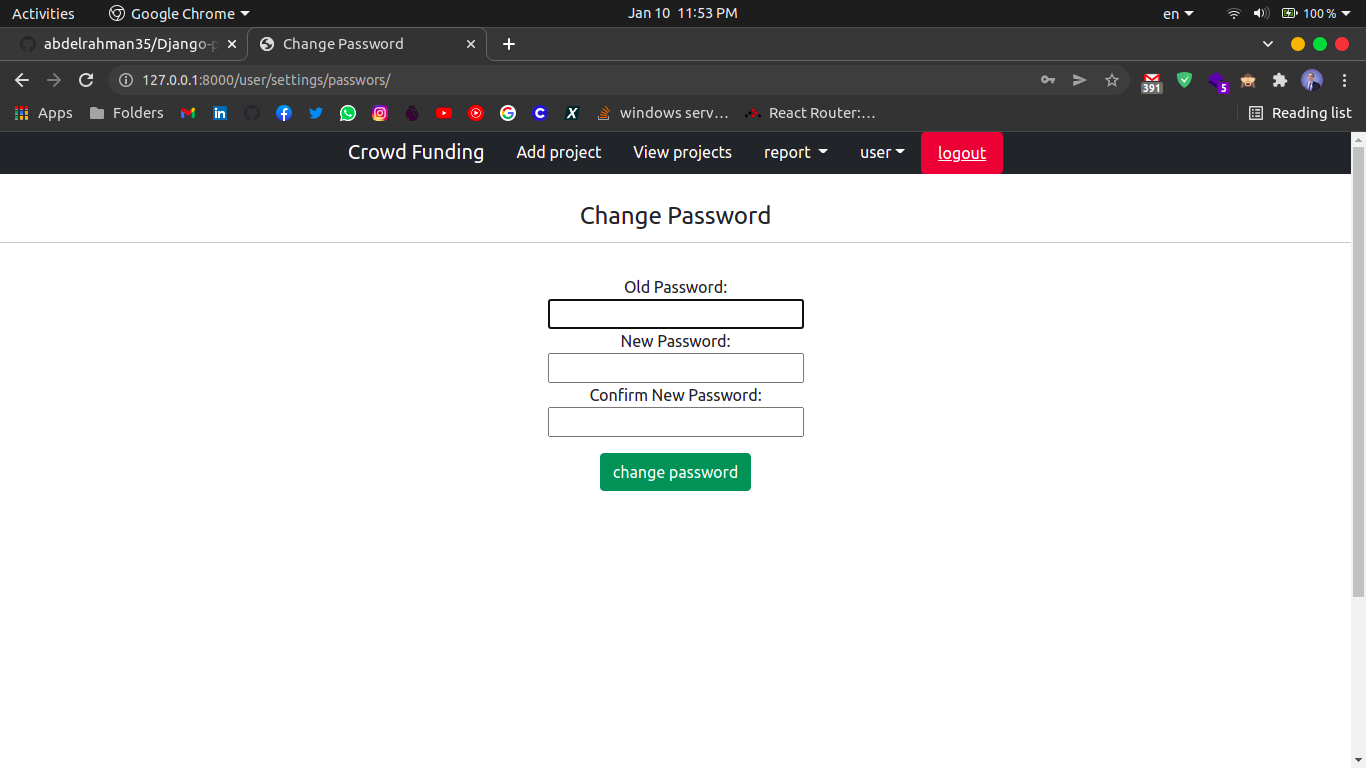 Activities Google Chrome Jan 10 11:53 PM en 100 %
abdelrahman35/Django-p Change Password
127.0.0.1:8000/user/settings/passwors/ 391 5
Apps Folders windows serv... React Router:... Reading list
Crowd Funding Add project View projects report user logout
Change Password
Old Password:
New Password:
Confirm New Password:
change password